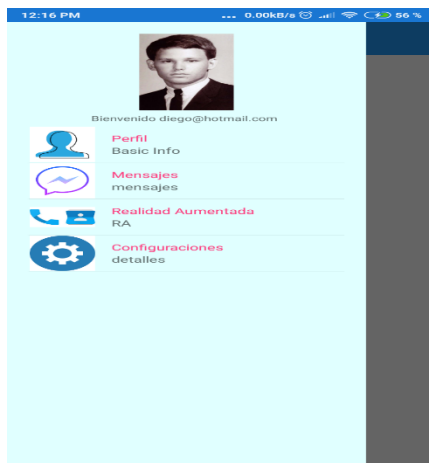 12:16 PM ... 0.00kB/s 56 %
Bienvenido diego@hotmail.com
Perfil
Basic Info
Mensajes
mensajes
Realidad Aumentada
RA
Configuraciones
detalles